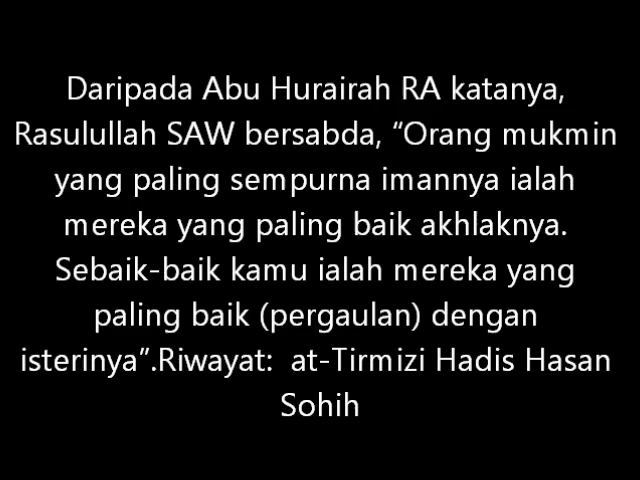 Daripada Abu Hurairah RA katanya,
Rasulullah SAW bersabda, “Orang mukmin
yang paling sempurna imannya ialah
mereka yang paling baik akhlaknya.
Sebaik-baik kamu ialah mereka yang
paling baik (pergaulan) dengan
isterinya”.Riwayat:  at-Tirmizi Hadis Hasan
Sohih